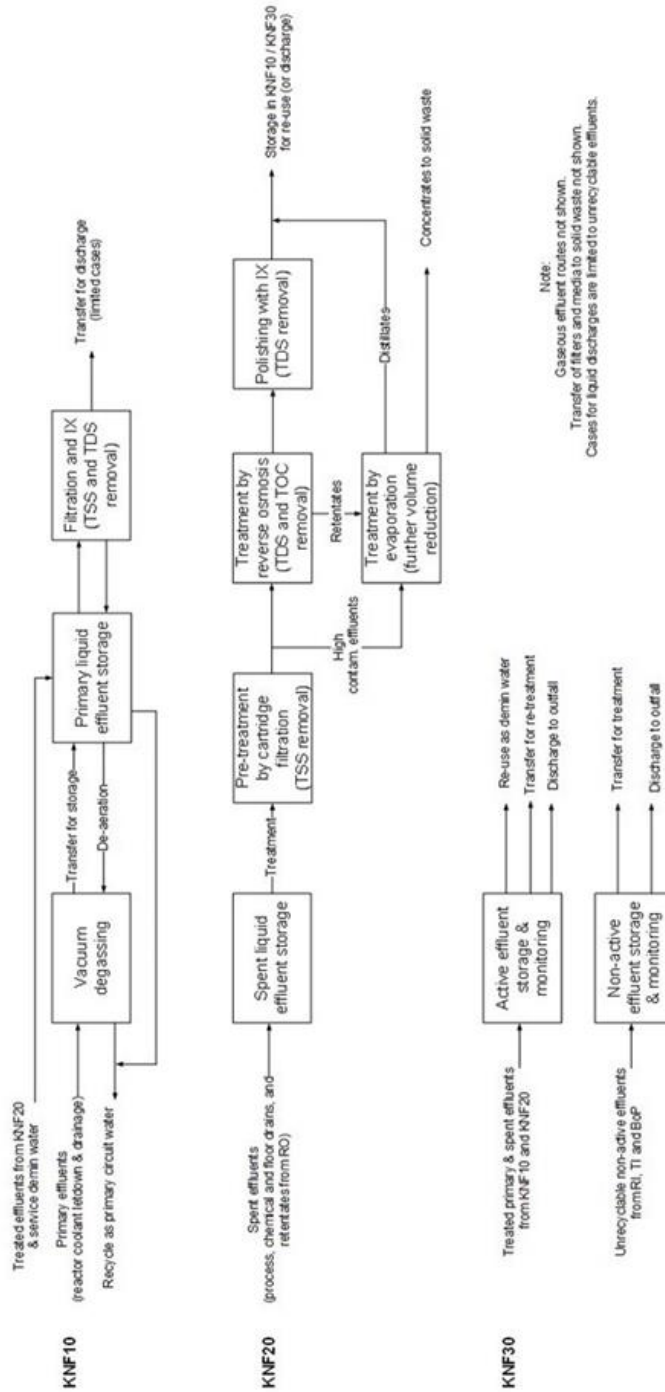 KNF10
Treated effluents from KNF20
& service demin water
Primary effluents
(reactor coolant letdown & drainage)
Recycle as primary circuit water
Vacuum
degassing
Transfer for storage
De-aeration
Primary liquid
effluent storage
Filtration and IX
(TSS and TDS
removal)
Transfer for discharge
(limited cases)
KNF20
Spent effluents
(process, chemical and floor drains, and
retentates from RO)
Spent liquid
effluent storage
Treatment
Pre-treatment
by cartridge
filtration
(TSS removal)
High
contam. effluents
Treatment by
reverse osmosis
(TDS and TOC
removal)
Retentates
Treatment by
evaporation
(further volume
reduction)
Polishing with IX
(TDS removal)
Distillates
Storage in KNF10 / KNF30
for re-use (or discharge)
Concentrates to solid waste
KNF30
Treated primary & spent effluents
from KNF10 and KNF20
Active effluent
storage &
monitoring
Re-use as demin water
Transfer for re-treatment
Discharge to outfall
Unrecyclable non-active effluents
from RI, TI and BoP
Non-active
effluent storage
& monitoring
Transfer for treatment
Discharge to outfall
Note:
Gaseous effluent routes not shown.
Transfer of filters and media to solid waste not shown.
Cases for liquid discharges are limited to unrecyclable effluents.